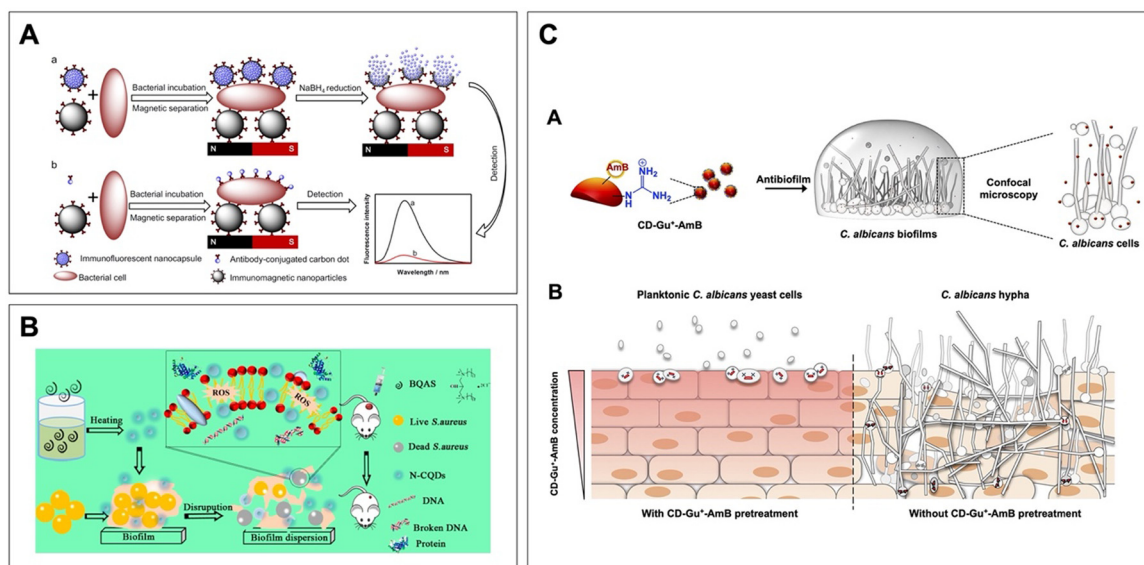 A
a
+
Bacterial incubation
Magnetic separation
NaBH4 reduction
N S
N S
Detection
b
+
Bacterial incubation
Magnetic separation
Detection
N S
Fluorescence intensity
a
b
Wavelength / nm
Immunofluorescent nanocapsule
Antibody-conjugated carbon dot
Bacterial cell
Immunomagnetic nanoparticles
B
Heating
ROS
ROS
BQAS
Live S.aureus
Dead S.aureus
N-CQDs
DNA
Broken DNA
Protein
Disrupution
Biofilm
Biofilm dispersion
C
A
AmB
NH2
N
H
NH2
+
CD-Gu+-AmB
Antibiofilm
C. albicans biofilms
Confocal
microscopy
C. albicans cells
B
Planktonic C. albicans yeast cells
C. albicans hypha
CD-Gu+-AmB concentration
With CD-Gu+-AmB pretreatment
Without CD-Gu+-AmB pretreatment